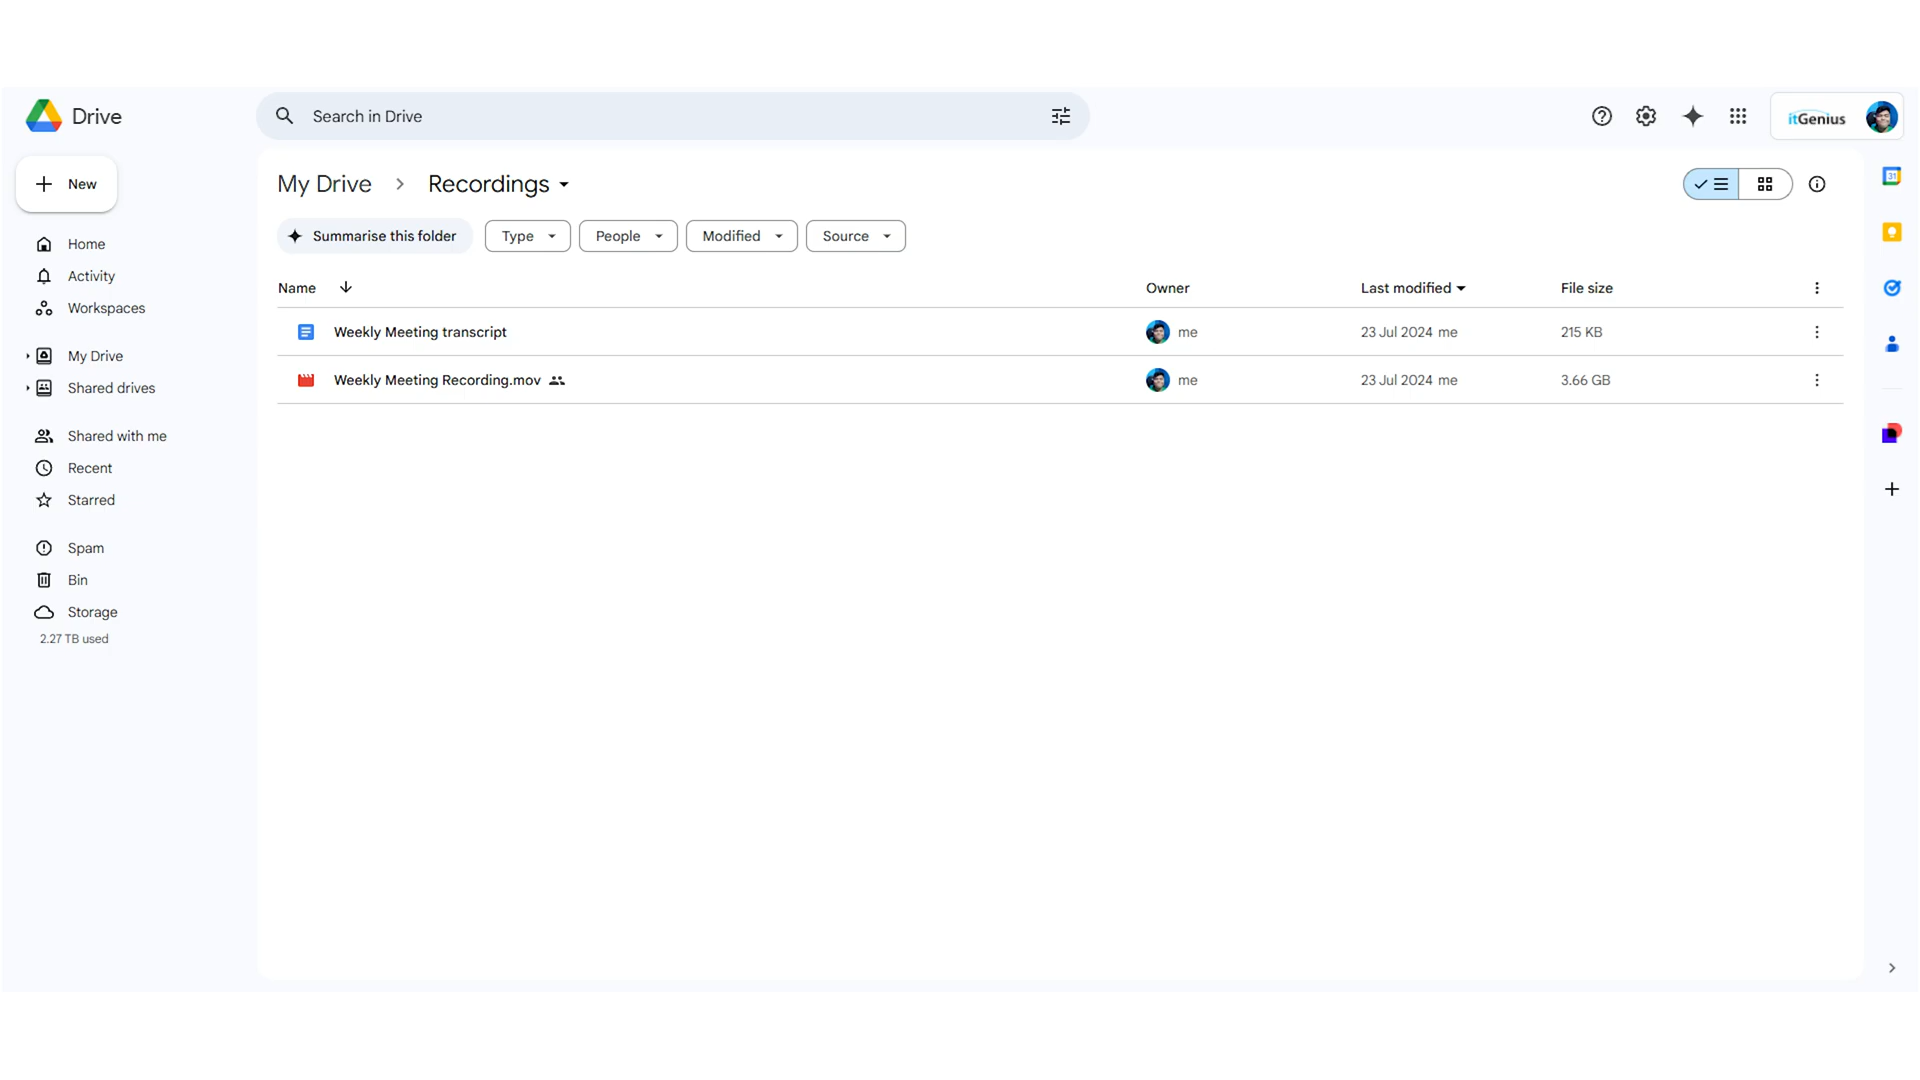 Drive
Search in Drive
itGenius
New
My Drive
Recordings
Summarise this folder
Type
People
Modified
Source
Home
Activity
Workspaces
My Drive
Shared drives
Shared with me
Recent
Starred
Spam
Bin
Storage
2.27 TB used
Name Owner Last modified File size
Weekly Meeting transcript me 23 Jul 2024 me 215 KB
Weekly Meeting Recording.mov me 23 Jul 2024 me 3.66 GB
31